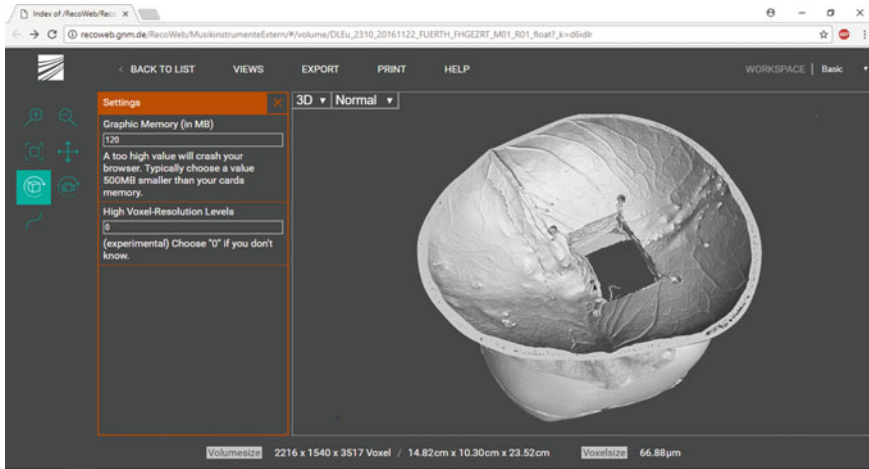 Index of /RecoWeb/Reco
recoweb.gnm.de/RecoWeb/MusikinstrumenteExtern/#/volume/DLEu_2310_20161122_FUERTH_FHGEZRT_M01_R01_float?_k=d6idlr
< BACK TO LIST VIEWS EXPORT PRINT HELP WORKSPACE | Basic
Settings
3D Normal
Graphic Memory (in MB)
120
A too high value will crash your
browser. Typically choose a value
500MB smaller than your cards
memory.
High Voxel-Resolution Levels
0
(experimental) Choose "0" if you don't
know.
Volumesize 2216 x 1540 x 3517 Voxel / 14.82cm x 10.30cm x 23.52cm Voxelsize 66.88µm